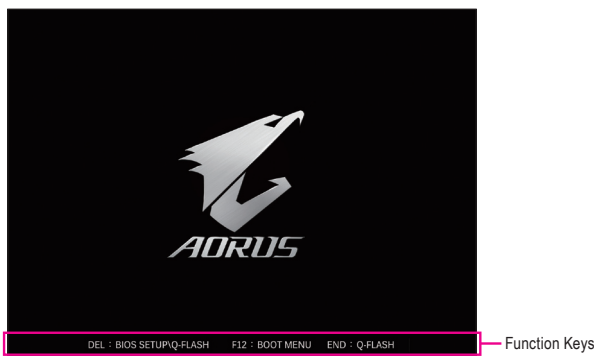 AORUS
DEL : BIOS SETUP\Q-FLASH F12 : BOOT MENU END : Q-FLASH
Function Keys